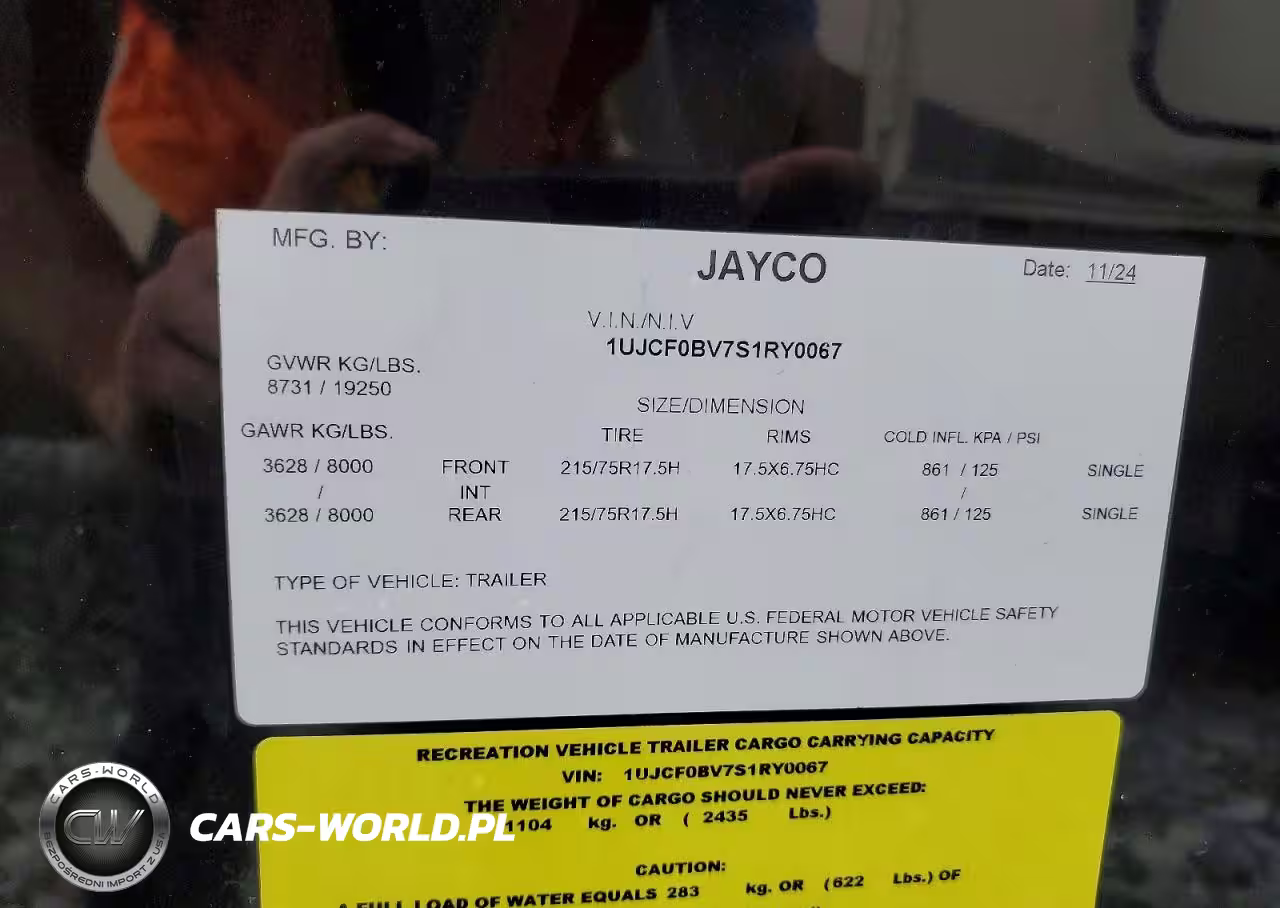 MFG. BY:
JAYCO
Date: 11/24
V.I.N./N.I.V
1UJCF0BV7S1RY0067
GVWR KG/LBS.
8731 / 19250
SIZE/DIMENSION
GAWR KG/LBS. TIRE RIMS COLD INFL. KPA / PSI
3628 / 8000 FRONT 215/75R17.5H 17.5X6.75HC 861 / 125 SINGLE
/ INT /
3628 / 8000 REAR 215/75R17.5H 17.5X6.75HC 861 / 125 SINGLE
TYPE OF VEHICLE: TRAILER
THIS VEHICLE CONFORMS TO ALL APPLICABLE U.S. FEDERAL MOTOR VEHICLE SAFETY
STANDARDS IN EFFECT ON THE DATE OF MANUFACTURE SHOWN ABOVE.
RECREATION VEHICLE TRAILER CARGO CARRYING CAPACITY
VIN: 1UJCF0BV7S1RY0067
THE WEIGHT OF CARGO SHOULD NEVER EXCEED:
1104 kg. OR ( 2435 Lbs.)
CAUTION:
A FULL LOAD OF WATER EQUALS 283 kg. OR (622 Lbs.) OF
CARS-WORLD
CW
BEZPOŚREDNI IMPORT Z USA
CARS-WORLD.PL